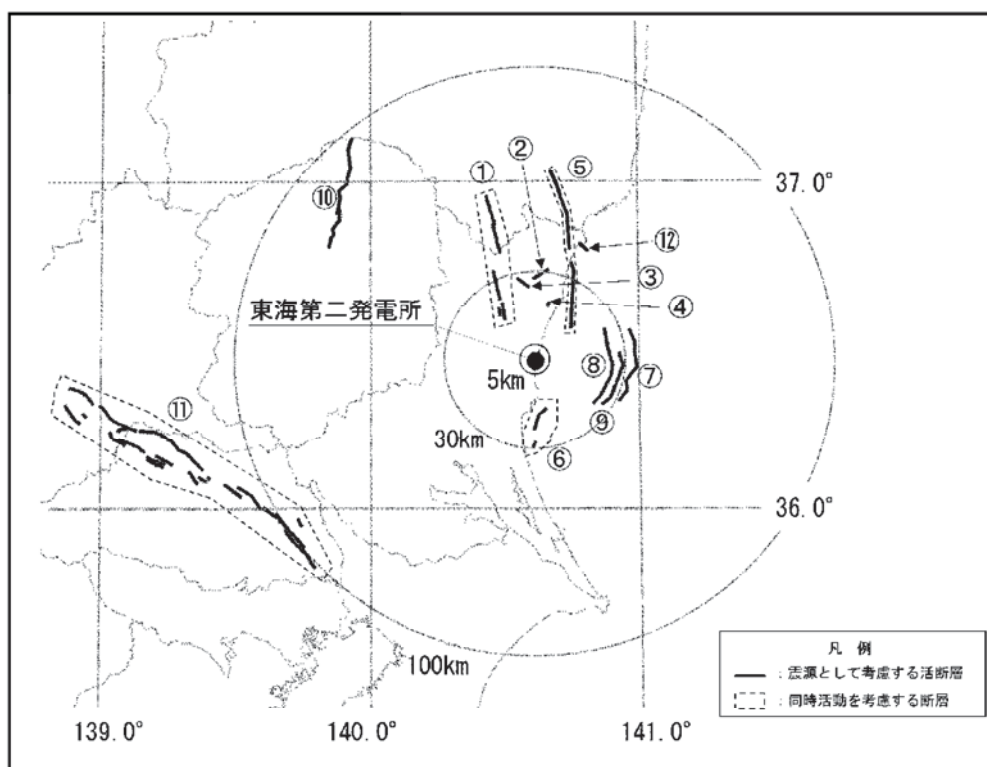 ②
⑤
①
37.0°
⑩
⑫
③
東海第二発電所
④
⑧
⑦
5km
⑪
⑨
30km
⑥
36.0°
凡 例
：震源として考慮する活断層
100km
：同時活動を考慮する断層
139.0°
140.0°
141.0°